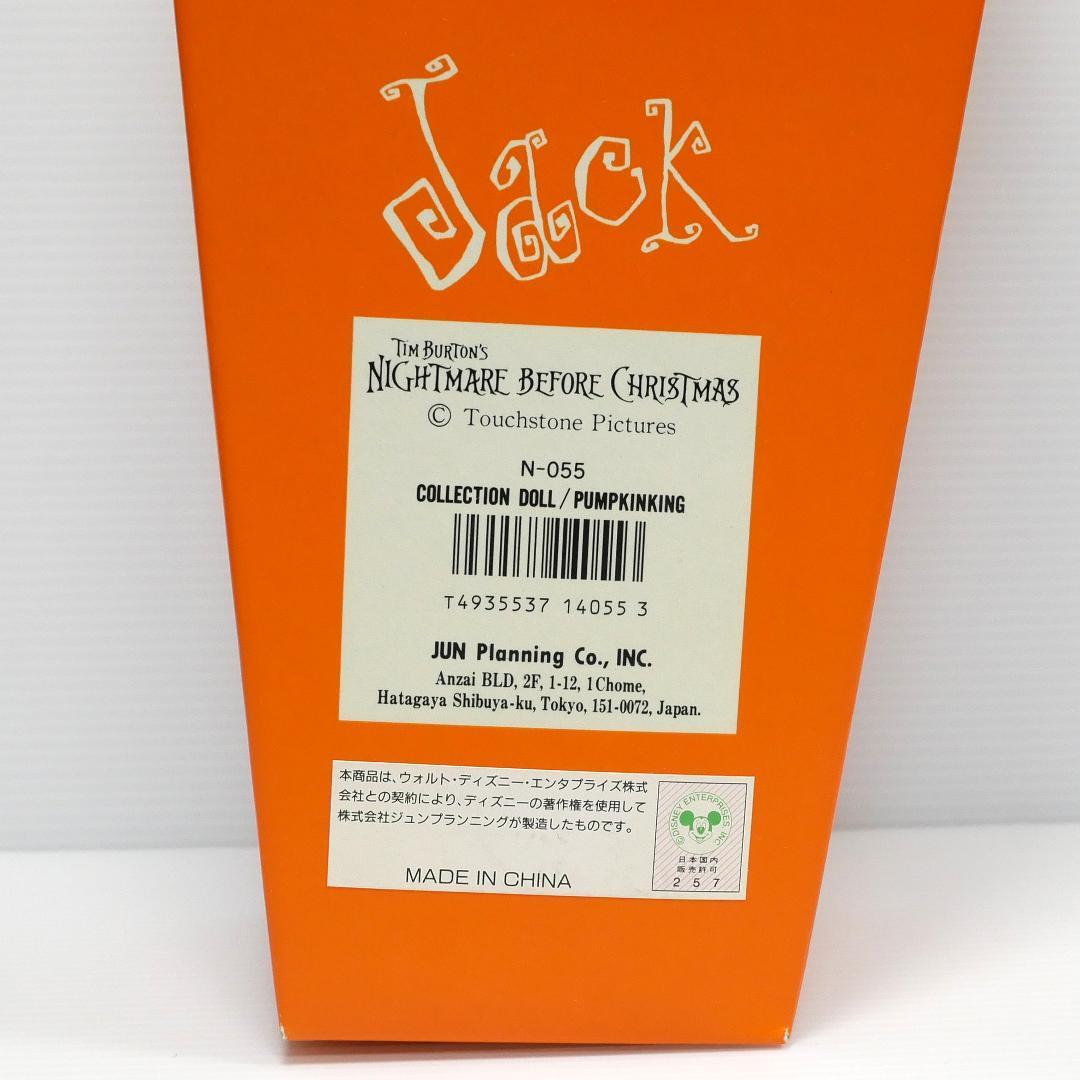 Jack
TIM BURTON'S
NIGHTMARE BEFORE CHRISTMAS
© Touchstone Pictures
N-055
COLLECTION DOLL/PUMPKINKING
T4935537 14055 3
JUN Planning Co., INC.
Anzai BLD, 2F, 1-12, 1Chome,
Hatagaya Shibuya-ku, Tokyo, 151-0072, Japan.
本商品は、ウォルト・ディズニー・エンタプライズ株式
会社との契約により、ディズニーの著作権を使用して
株式会社ジュンプランニングが製造したものです。
MADE IN CHINA
©DISNEY ENTERPRISES INC
日本国内
販売許可
257